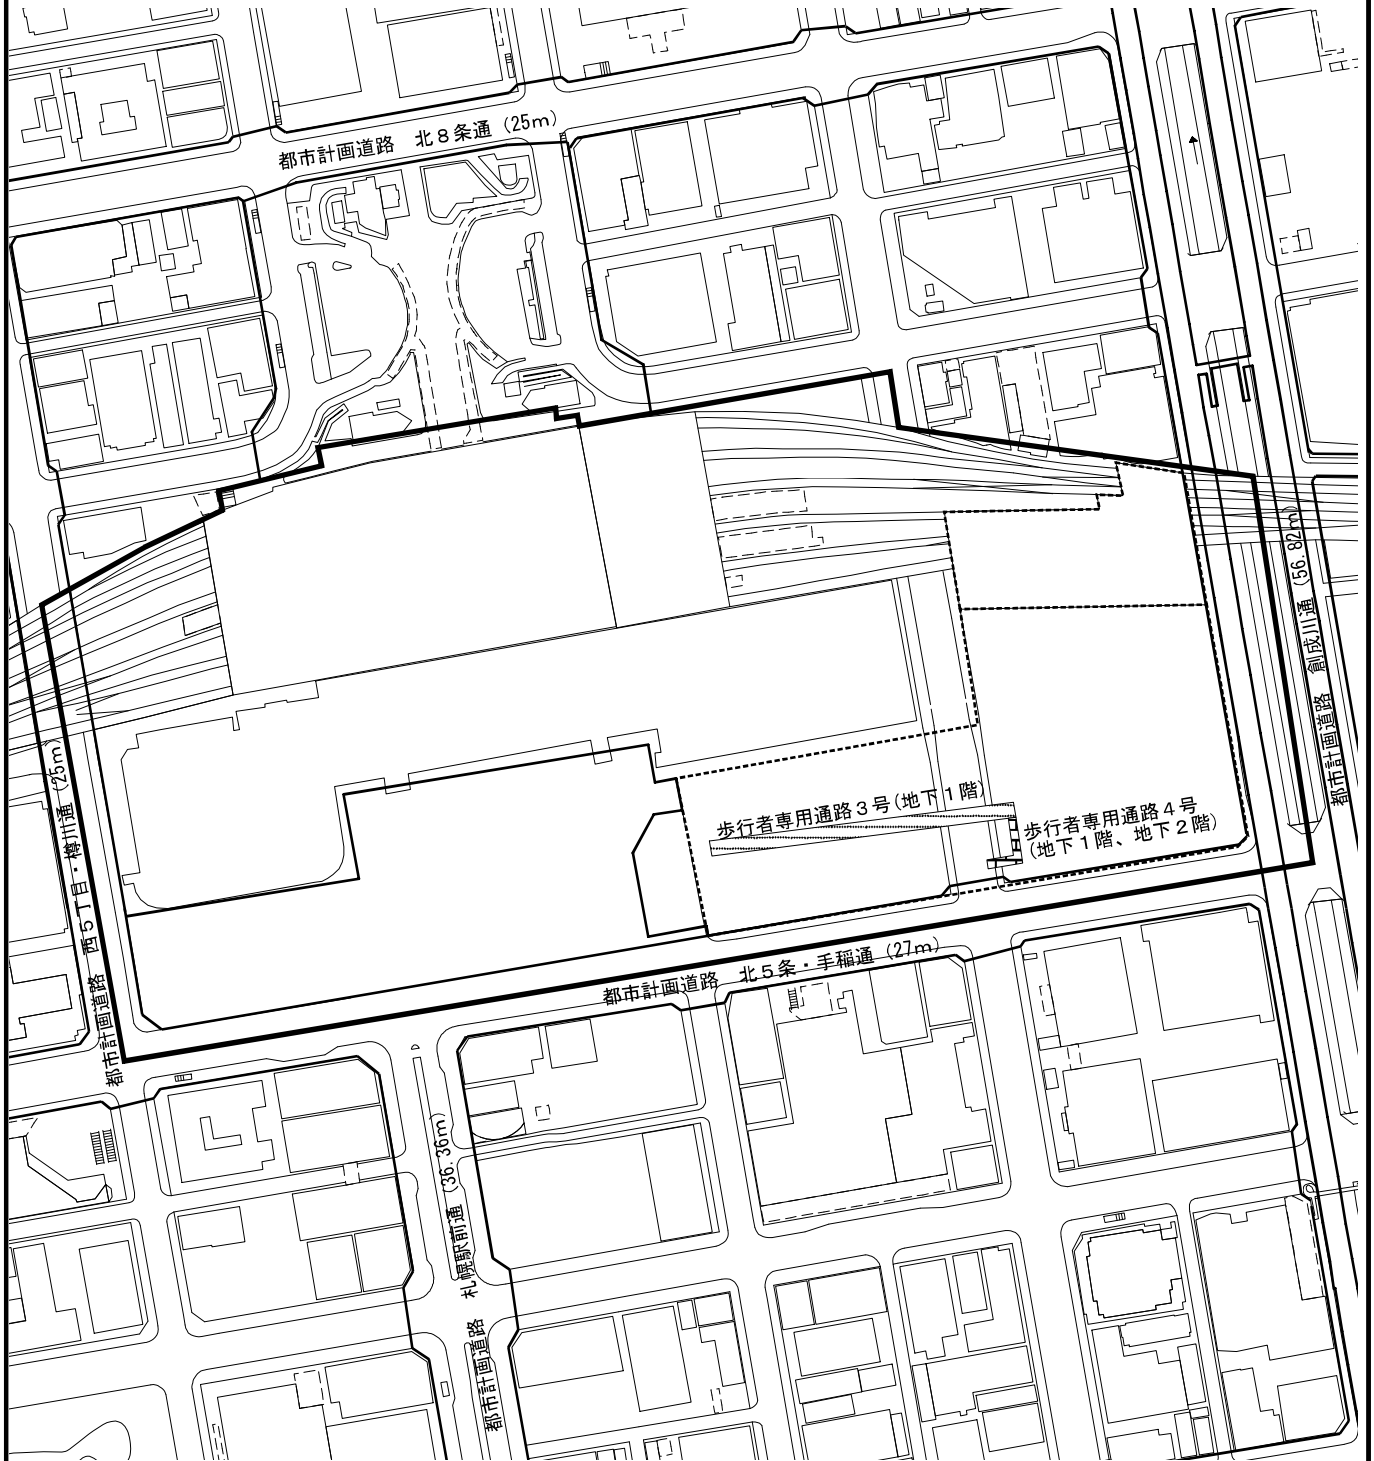 都市計画道路　北８条通（25m）
都市計画道路　創成川通（56.82m）
都市計画道路　西５丁目・樽川通（25m）
歩行者専用通路３号(地下１階)
歩行者専用通路４号
(地下１階、地下２階)
都市計画道路　北５条・手稲通（27m）
都市計画道路　札幌駅前通（36.36m）